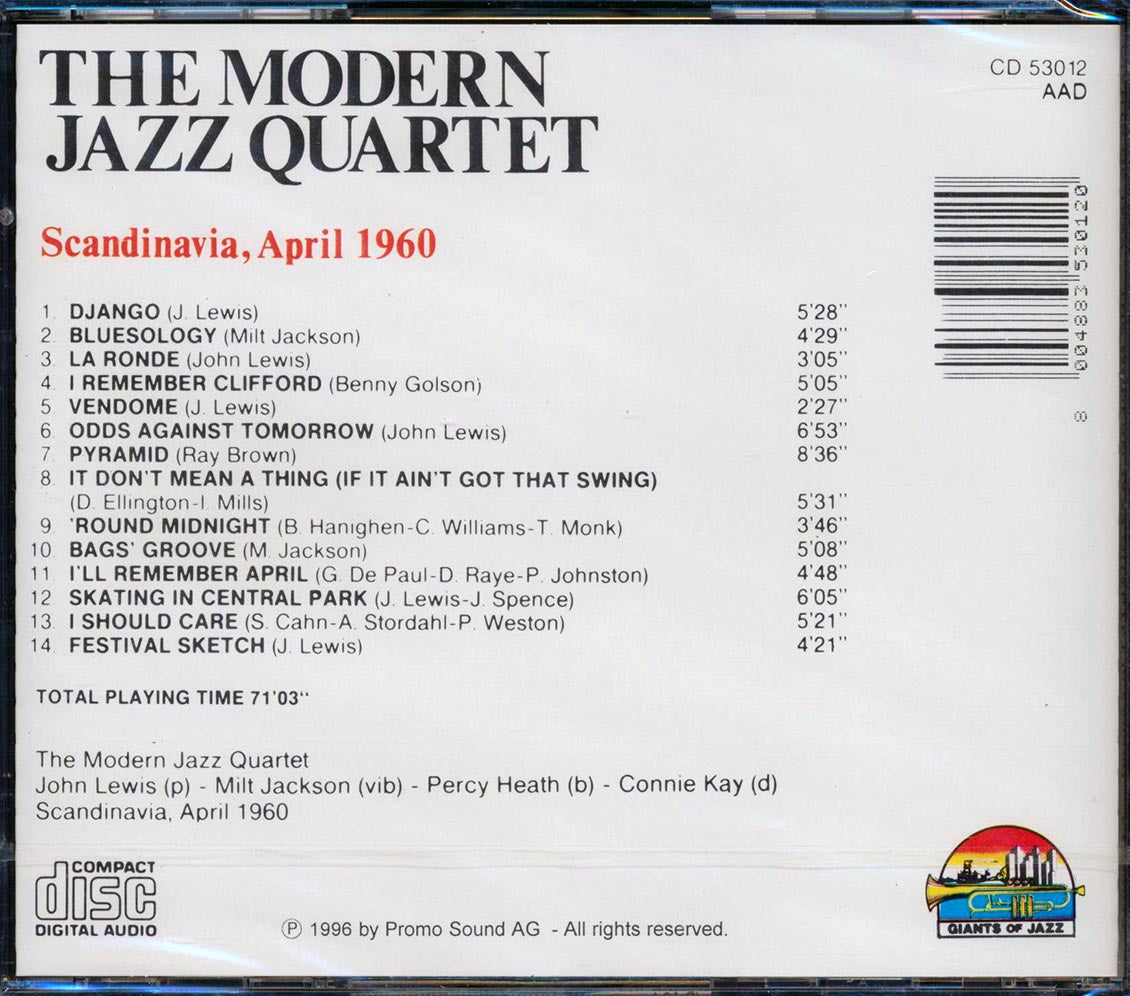 THE MODERN
JAZZ QUARTET
CD 53012
AAD
Scandinavia, April 1960
1. DJANGO (J. Lewis) 5'28"
2. BLUESOLOGY (Milt Jackson) 4'29"
3. LA RONDE (John Lewis) 3'05"
4. I REMEMBER CLIFFORD (Benny Golson) 5'05"
5. VENDOME (J. Lewis) 2'27"
6. ODDS AGAINST TOMORROW (John Lewis) 6'53"
7. PYRAMID (Ray Brown) 8'36"
8. IT DON'T MEAN A THING (IF IT AIN'T GOT THAT SWING)
(D. Ellington-I. Mills) 5'31"
9. 'ROUND MIDNIGHT (B. Hanighen-C. Williams-T. Monk) 3'46"
10. BAGS' GROOVE (M. Jackson) 5'08"
11. I'LL REMEMBER APRIL (G. De Paul-D. Raye-P. Johnston) 4'48"
12. SKATING IN CENTRAL PARK (J. Lewis-J. Spence) 6'05"
13. I SHOULD CARE (S. Cahn-A. Stordahl-P. Weston) 5'21"
14. FESTIVAL SKETCH (J. Lewis) 4'21"
8 004883 530120
TOTAL PLAYING TIME 71'03"
The Modern Jazz Quartet
John Lewis (p) - Milt Jackson (vib) - Percy Heath (b) - Connie Kay (d)
Scandinavia, April 1960
COMPACT
disc
DIGITAL AUDIO
Ⓟ 1996 by Promo Sound AG - All rights reserved.
GIANTS OF JAZZ